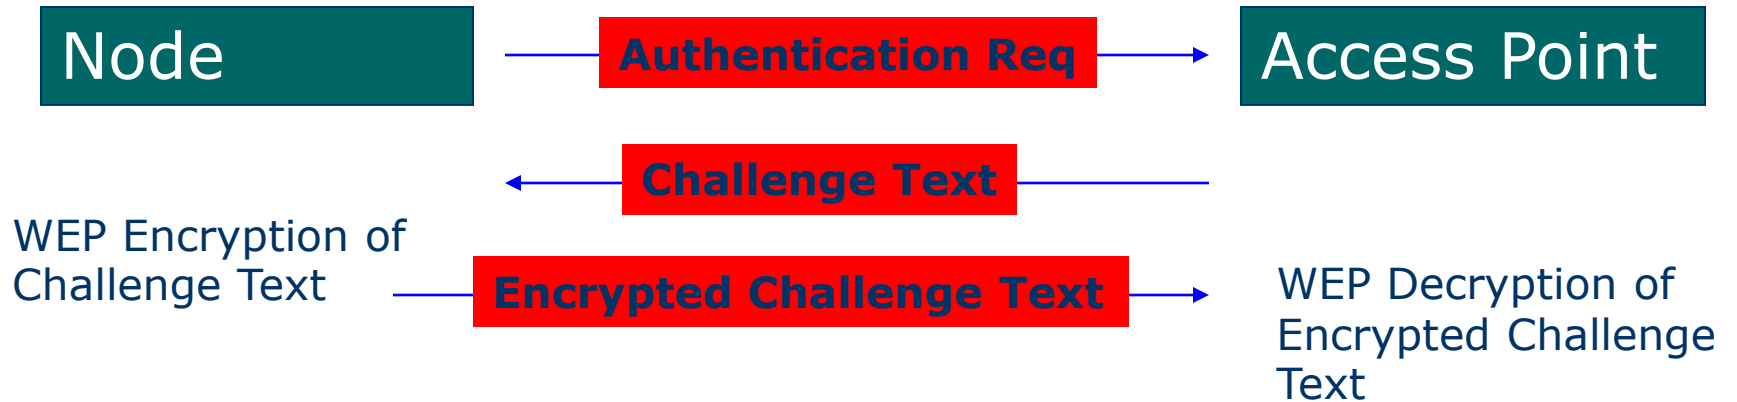 Node
Authentication Req
Access Point
Challenge Text
WEP Encryption of
Challenge Text
Encrypted Challenge Text
WEP Decryption of
Encrypted Challenge
Text